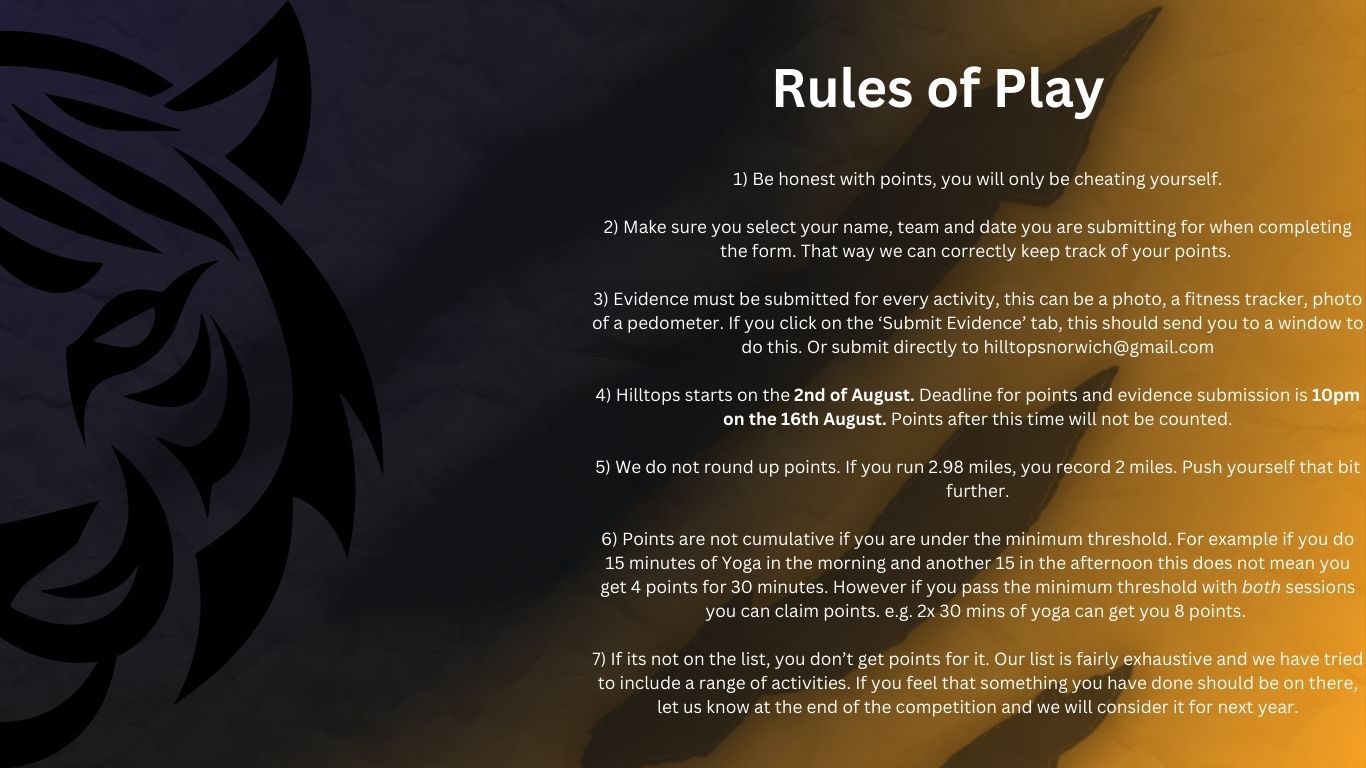 Rules of Play
1) Be honest with points, you will only be cheating yourself.
2) Make sure you select your name, team and date you are submitting for when completing
the form. That way we can correctly keep track of your points.
3) Evidence must be submitted for every activity, this can be a photo, a fitness tracker, photo
of a pedometer. If you click on the ‘Submit Evidence’ tab, this should send you to a window to
do this. Or submit directly to hilltopsnorwich@gmail.com
4) Hilltops starts on the 2nd of August. Deadline for points and evidence submission is 10pm
on the 16th August. Points after this time will not be counted.
5) We do not round up points. If you run 2.98 miles, you record 2 miles. Push yourself that bit
further.
6) Points are not cumulative if you are under the minimum threshold. For example if you do
15 minutes of Yoga in the morning and another 15 in the afternoon this does not mean you
get 4 points for 30 minutes. However if you pass the minimum threshold with both sessions
you can claim points. e.g. 2x 30 mins of yoga can get you 8 points.
7) If its not on the list, you don’t get points for it. Our list is fairly exhaustive and we have tried
to include a range of activities. If you feel that something you have done should be on there,
let us know at the end of the competition and we will consider it for next year.